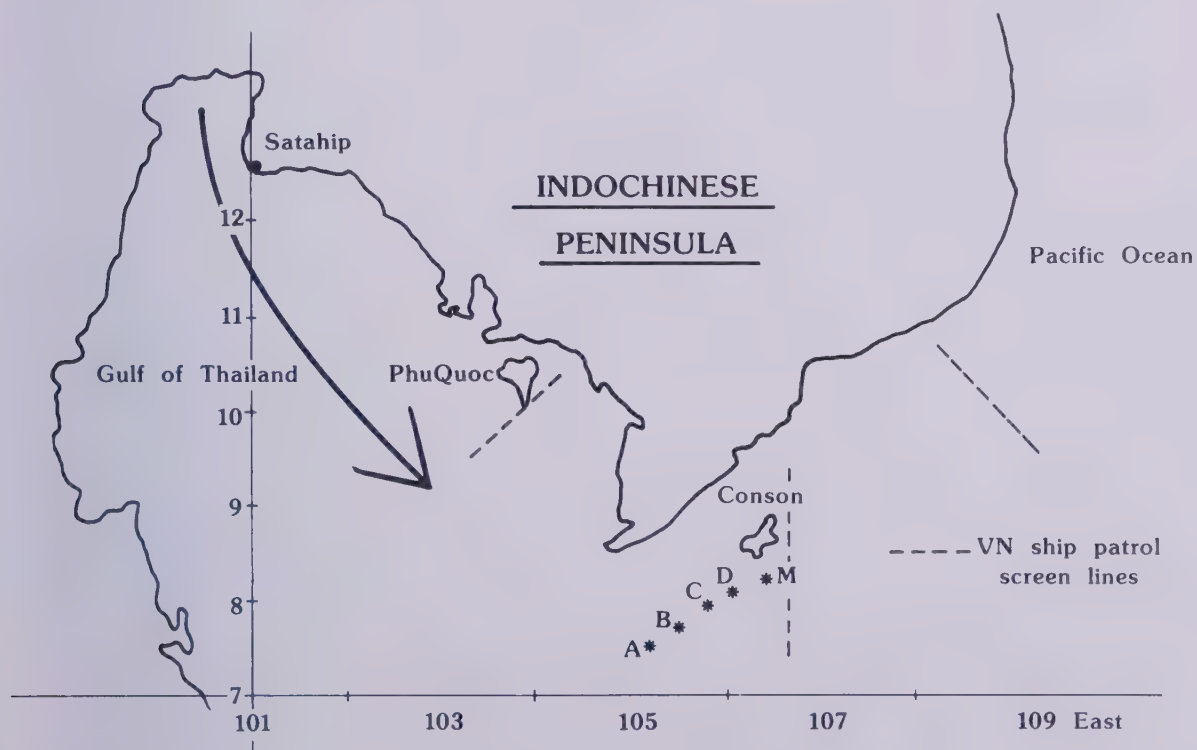 Satahip
INDOCHINESE
PENINSULA
12
Pacific Ocean
11
Gulf of Thailand
PhuQuoc
10
9
Conson
VN ship patrol
screen lines
D
M
C
8
B
A
7
101
103
105
107
109 East